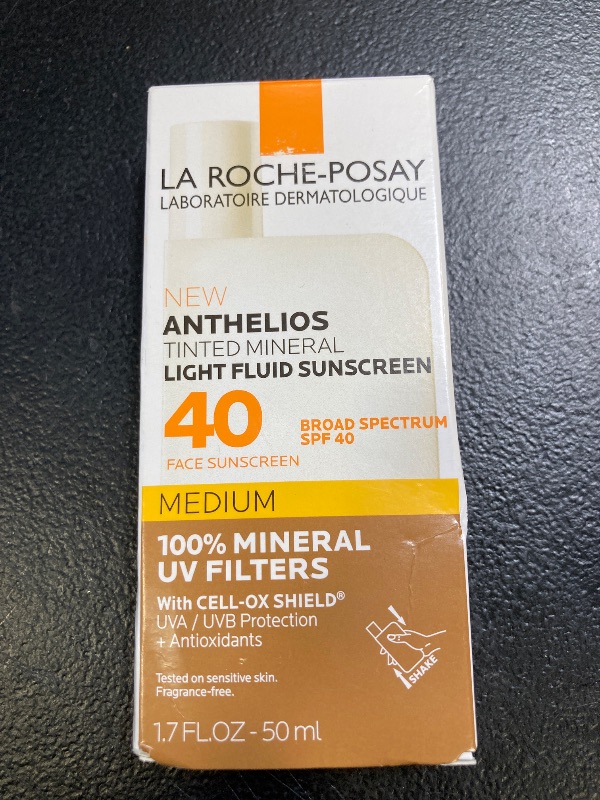 LA ROCHE-POSAY
LABORATOIRE DERMATOLOGIQUE
NEW
ANTHELIOS
TINTED MINERAL
LIGHT FLUID SUNSCREEN
40
BROAD SPECTRUM
SPF 40
FACE SUNSCREEN
MEDIUM
100% MINERAL
UV FILTERS
With CELL-OX SHIELD®
UVA / UVB Protection
+ Antioxidants
SHAKE
Tested on sensitive skin.
Fragrance-free.
1.7 FL.OZ - 50 ml